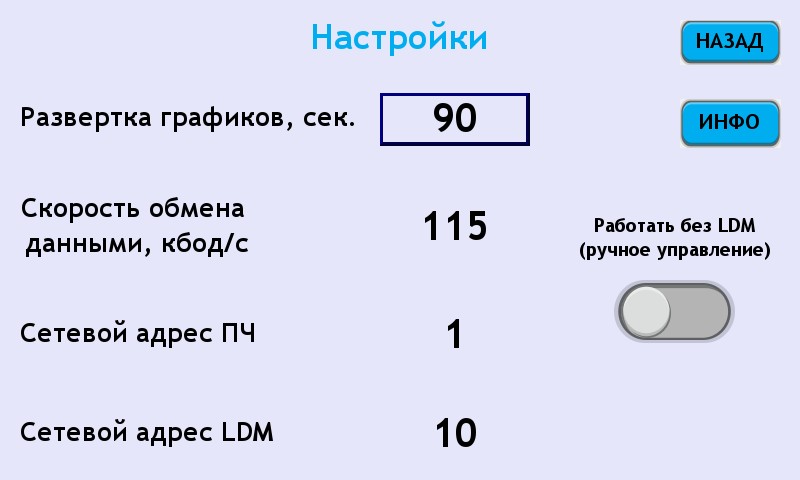 Настройки
НАЗАД
Развертка графиков, сек.
90
ИНФО
Скорость обмена
данными, кбод/с
115
Работать без LDM
(ручное управление)
Сетевой адрес ПЧ
1
Сетевой адрес LDM
10